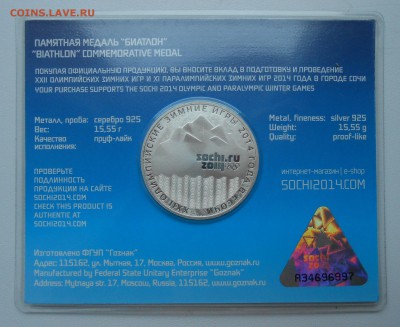 COINS.LAVE.RU
ПАМЯТНАЯ МЕДАЛЬ "БИАТЛОН"
"BIATHLON" COMMEMORATIVE MEDAL
ПОКУПАЯ ОФИЦИАЛЬНУЮ ПРОДУКЦИЮ, ВЫ ВНОСИТЕ ВКЛАД В ПОДГОТОВКУ И ПРОВЕДЕНИЕ
XXII ОЛИМПИЙСКИХ ЗИМНИХ ИГР И XI ПАРАЛИМПИЙСКИХ ЗИМНИХ ИГР 2014 ГОДА В ГОРОДЕ СОЧИ
YOUR PURCHASE SUPPORTS THE SOCHI 2014 OLYMPIC AND PARALYMPIC WINTER GAMES
Металл, проба: серебро 925
Вес: 15,55 г
Качество исполнения: пруф-лайк
Metal, fineness: silver 925
Weight: 15,55 g
Quality: proof-like
XXII ОЛИМПИЙСКИЕ ЗИМНИЕ ИГРЫ 2014 ГОДА В СОЧИ
sochi.ru
2014
ПРОВЕРЬТЕ
ПОДЛИННОСТЬ
ПРОДУКЦИИ НА САЙТЕ
SOCHI2014.COM
CHECK THIS PRODUCT IS
AUTHENTIC AT
SOCHI2014.COM
интернет-магазин | e-shop
SOCHI2014.COM
A34696997
Изготовлено ФГУП "Гознак"
Адрес: 115162, ул. Мытная, 17, Москва, Россия, www.goznak.ru
Manufactured by Federal State Unitary Enterprise "Goznak"
Address: Mytnaya str. 17, Moscow, Russia, 115162, www.goznak.ru